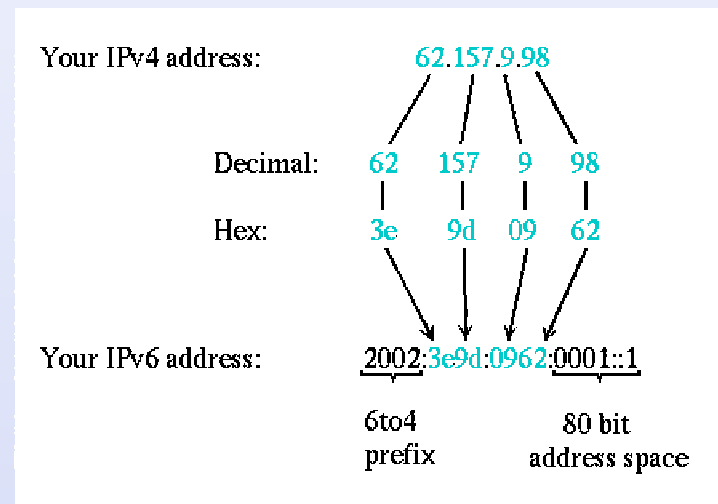 Your IPv4 address: 62.157.9.98
Decimal: 62 157 9 98
Hex: 3e 9d 09 62
Your IPv6 address: 2002:3e9d:0962:0001::1
6to4 80 bit
prefix address space